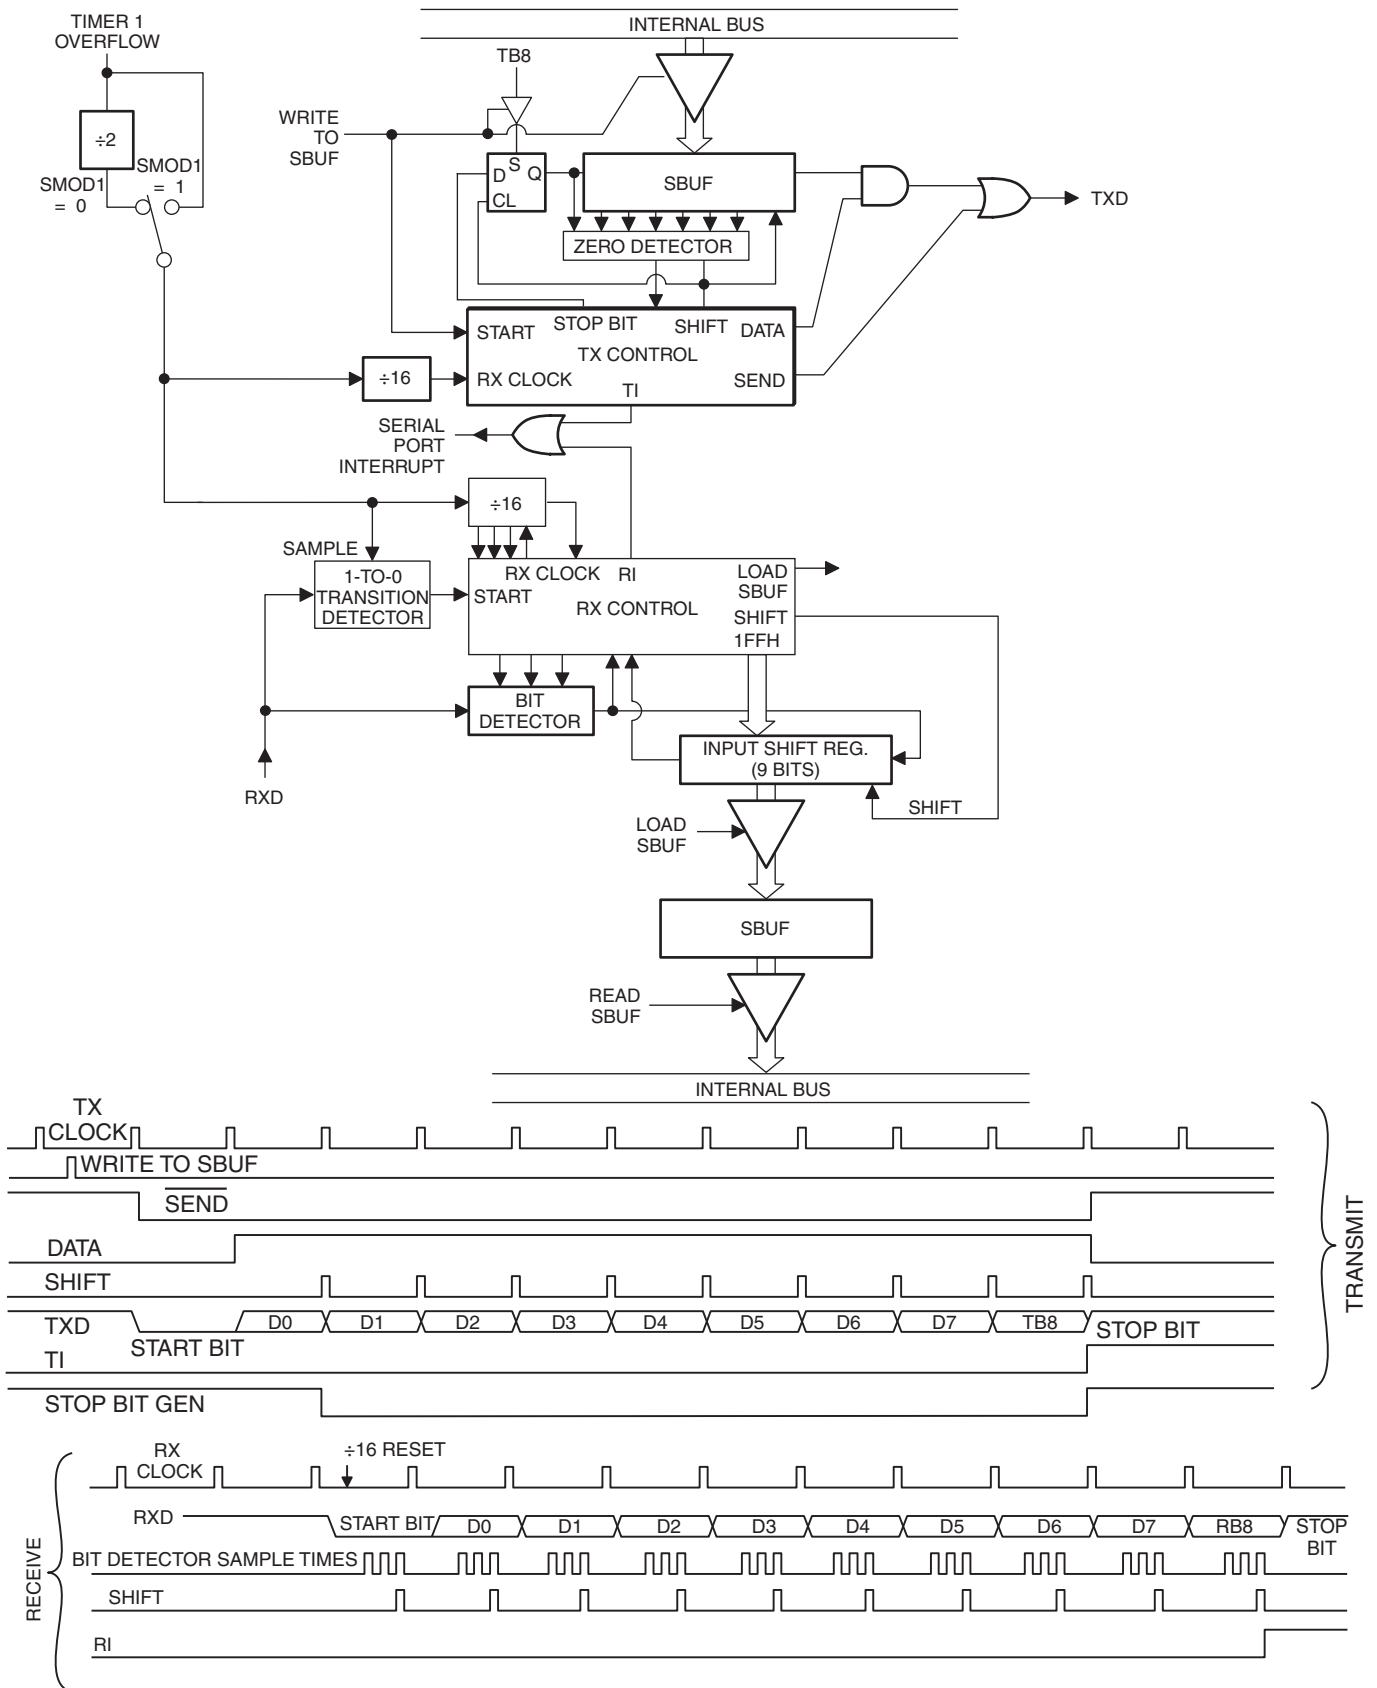 TIMER 1
OVERFLOW
INTERNAL BUS
TB8
WRITE
TO
SBUF
÷2
SMOD1
= 1
SMOD1
= 0
D S Q
CL
SBUF
TXD
ZERO DETECTOR
START
STOP BIT
SHIFT
DATA
TX CONTROL
÷16
RX CLOCK
TI
SEND
SERIAL
PORT
INTERRUPT
÷16
SAMPLE
1-TO-0
TRANSITION
DETECTOR
RX CLOCK
RI
LOAD
SBUF
START
RX CONTROL
SHIFT
1FFH
BIT
DETECTOR
INPUT SHIFT REG.
(9 BITS)
RXD
SHIFT
LOAD
SBUF
SBUF
READ
SBUF
INTERNAL BUS
TX
CLOCK
WRITE TO SBUF
SEND
DATA
SHIFT
TXD
START BIT
D0 D1 D2 D3 D4 D5 D6 D7 TB8
STOP BIT
TI
STOP BIT GEN
TRANSMIT
RX
CLOCK
÷16 RESET
RXD
START BIT D0 D1 D2 D3 D4 D5 D6 D7 RB8 STOP
BIT
BIT DETECTOR SAMPLE TIMES
SHIFT
RI
RECEIVE